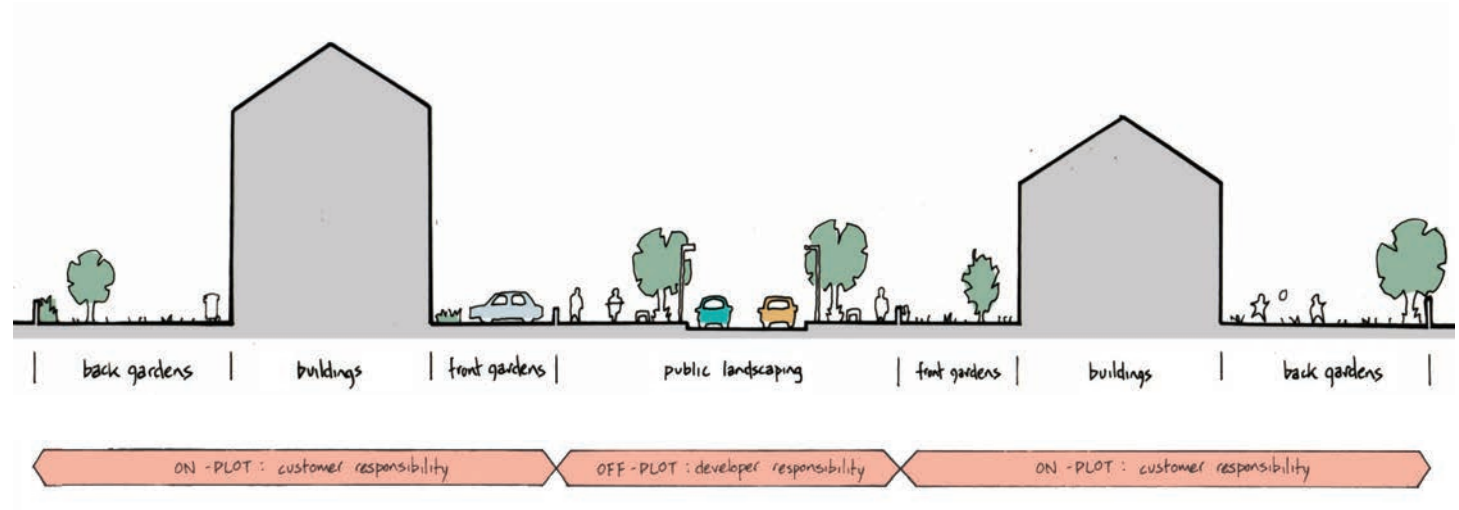 back gardens
buildings
front gardens
public landscaping
front gardens
buildings
back gardens
ON-PLOT: customer responsibility
OFF-PLOT: developer responsibility
ON-PLOT: customer responsibility